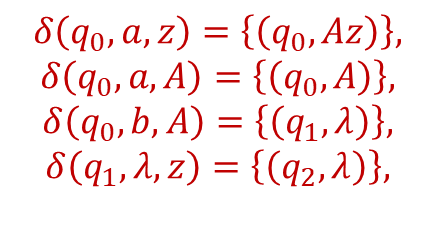 δ(q₀, a, z) = {(q₀, Az)},
δ(q₀, a, A) = {(q₀, A)},
δ(q₀, b, A) = {(q₁, λ)},
δ(q₁, λ, z) = {(q₂, λ)},